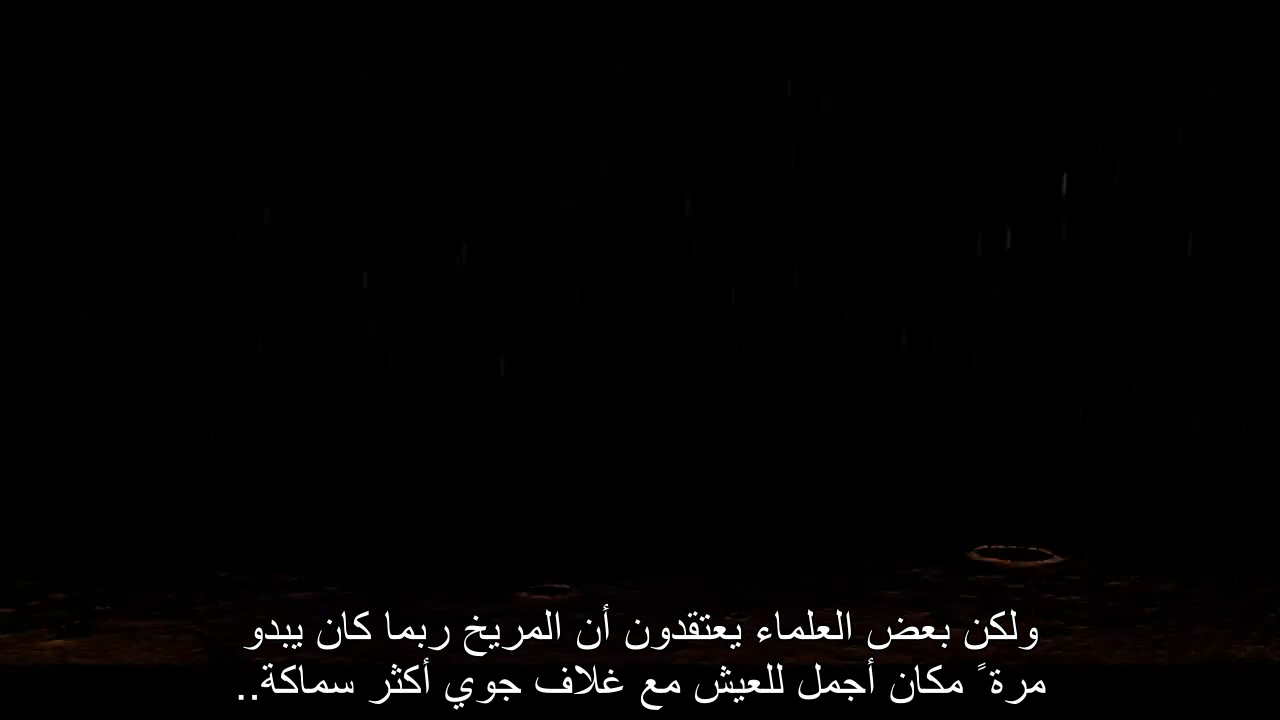 ولكن بعض العلماء يعتقدون أن المريخ ربما كان يبدو
مرة ً مكان أجمل للعيش مع غلاف جوي أكثر سماكة..